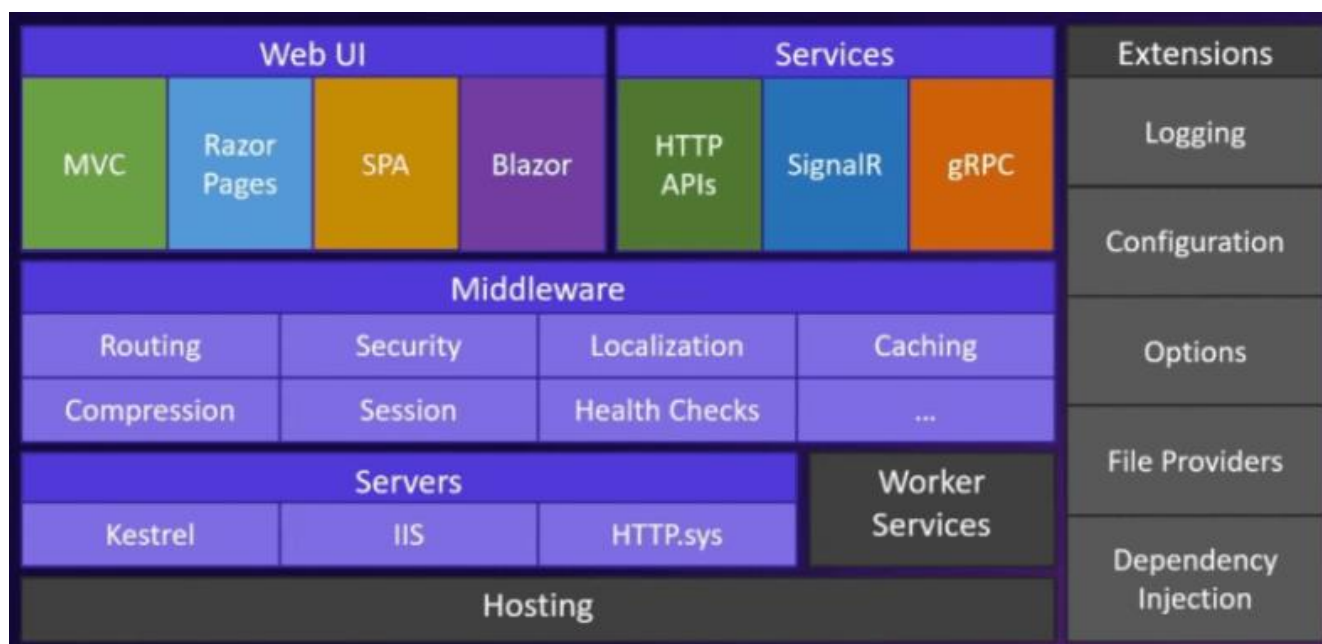 Web UI
MVC
Razor
Pages
SPA
Blazor
Services
HTTP
APIs
SignalR
gRPC
Middleware
Routing
Security
Localization
Caching
Compression
Session
Health Checks
...
Servers
Kestrel
IIS
HTTP.sys
Worker
Services
Hosting
Extensions
Logging
Configuration
Options
File Providers
Dependency
Injection